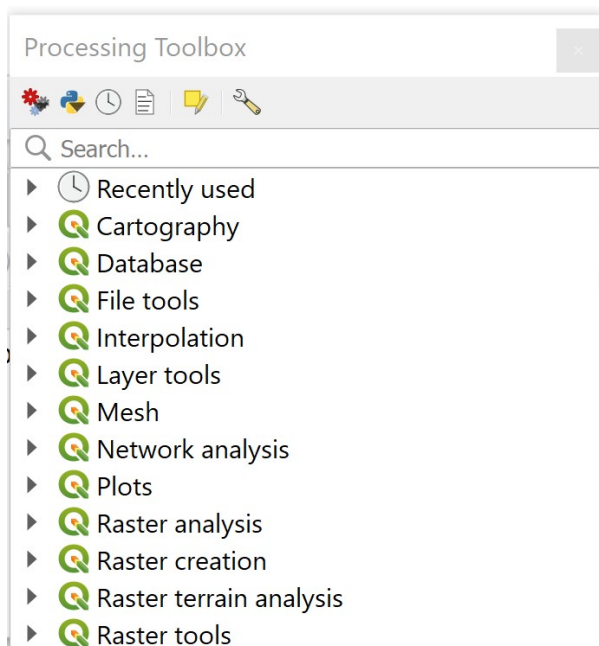 Processing Toolbox
Search...
Recently used
Cartography
Database
File tools
Interpolation
Layer tools
Mesh
Network analysis
Plots
Raster analysis
Raster creation
Raster terrain analysis
Raster tools